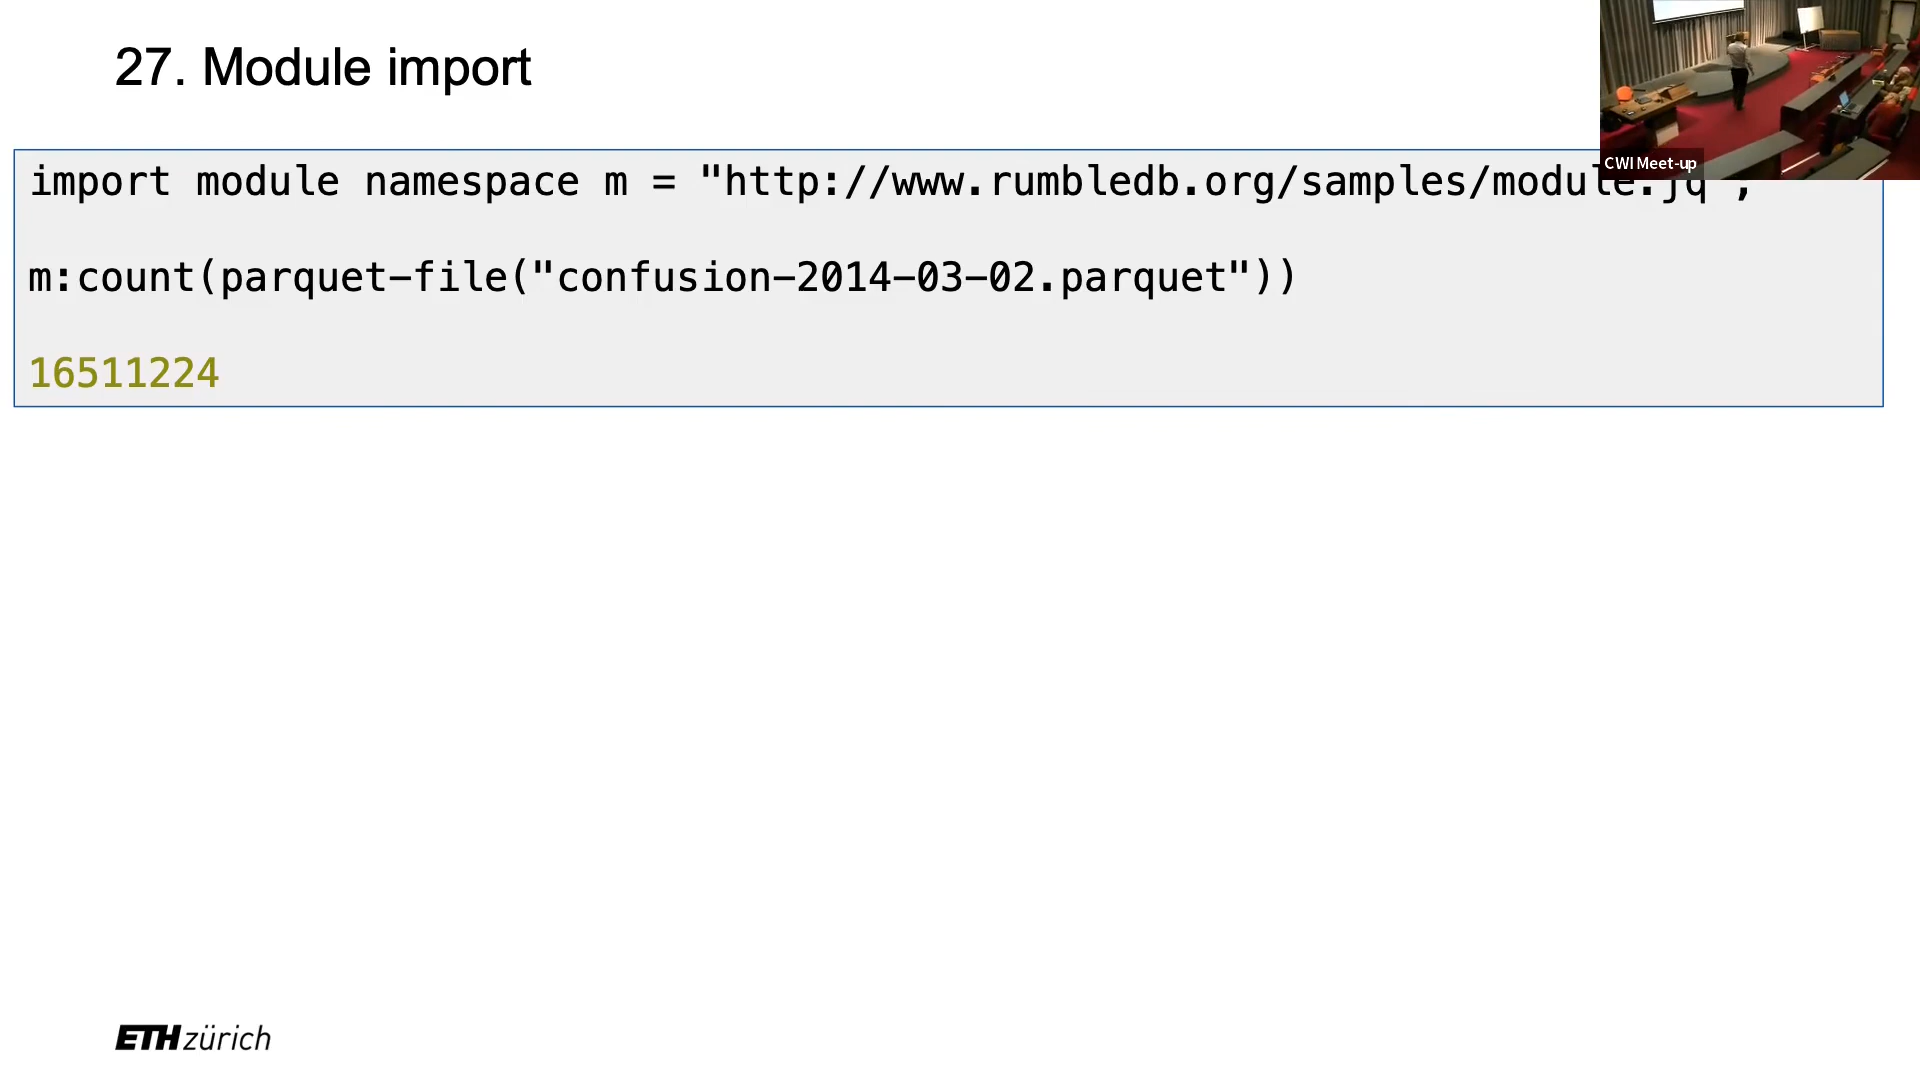 27. Module import
CWI Meet-up
import module namespace m = "http://www.rumbledb.org/samples/module.jq";
m:count(parquet-file("confusion-2014-03-02.parquet"))
16511224
ETH zürich